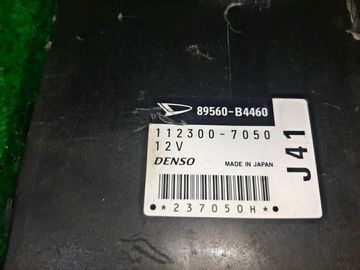 89560-B4460
112300-7050
12V
DENSO MADE IN JAPAN
J41
*237050H*